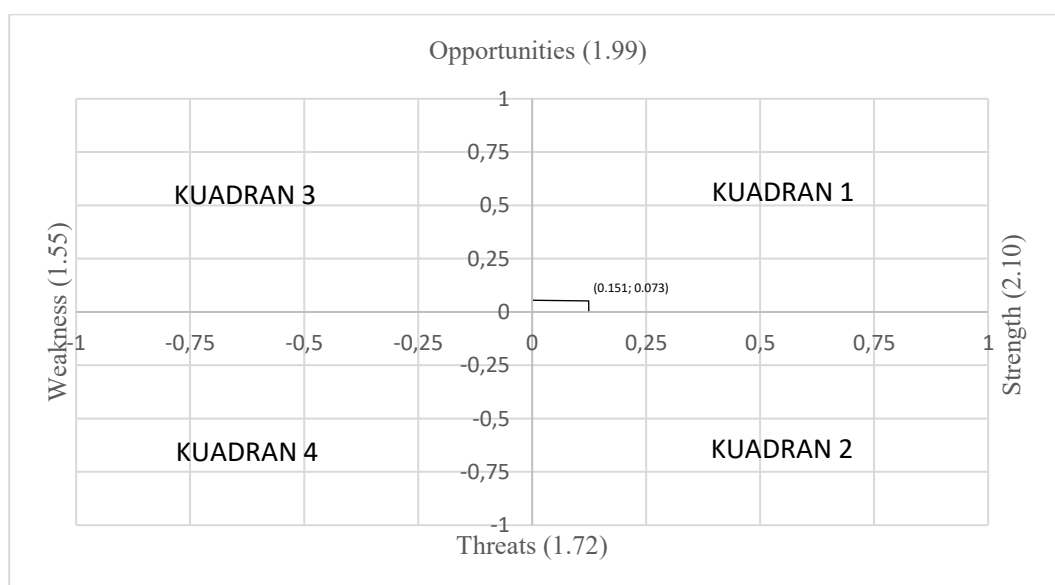 Opportunities (1.99)
1
0,75
KUADRAN 3
KUADRAN 1
0,5
0,25
(0.151; 0.073)
0
Weakness (1.55)
Strength (2.10)
-1
-0,75
-0,5
-0,25
0
0,25
0,5
0,75
1
-0,25
-0,5
KUADRAN 4
KUADRAN 2
-0,75
-1
Threats (1.72)